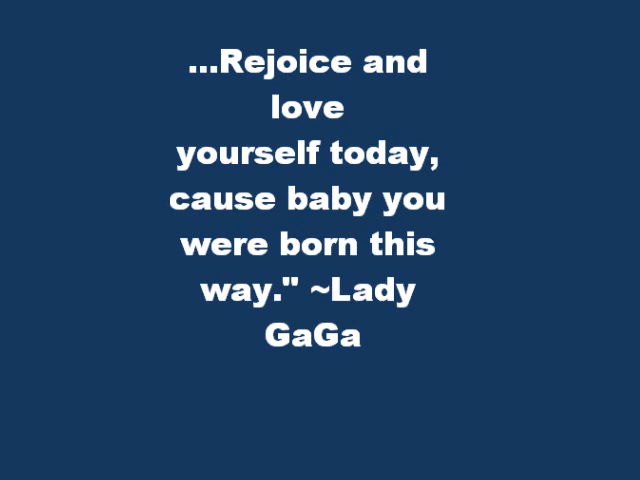 ...Rejoice and
love
yourself today,
cause baby you
were born this
way." ~Lady
GaGa